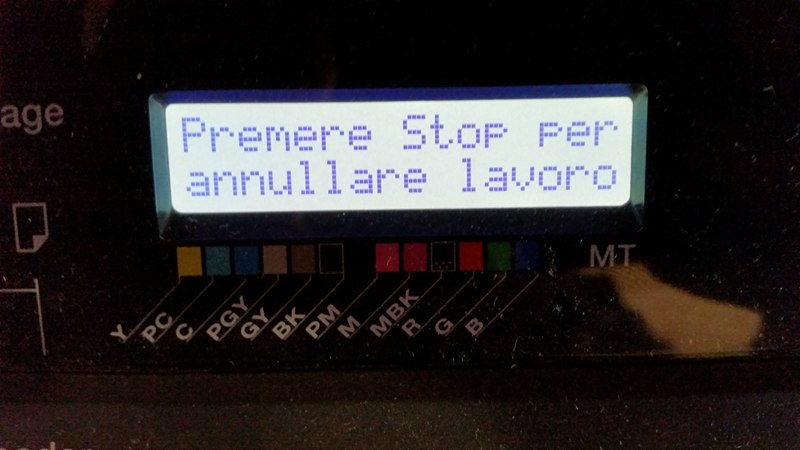 age
Premere Stop per
annullare lavoro
MT
Y PC C PGY GY BK PM M MBK R G B